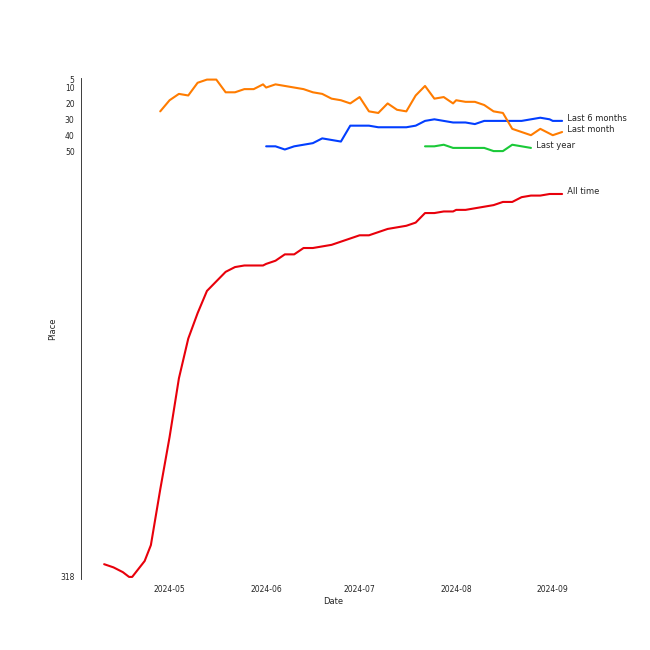 5
10
20
30
40
50
318
Place
Last 6 months
Last month
Last year
All time
2024-05 2024-06 2024-07 2024-08 2024-09
Date